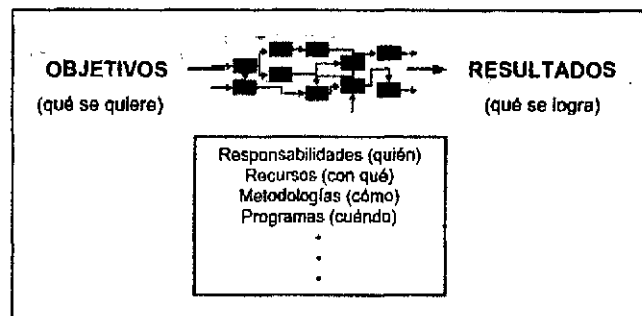 OBJETIVOS
(qué se quiere)
RESULTADOS
(qué se logra)
Responsabilidades (quién)
Recursos (con qué)
Metodologías (cómo)
Programas (cuándo)